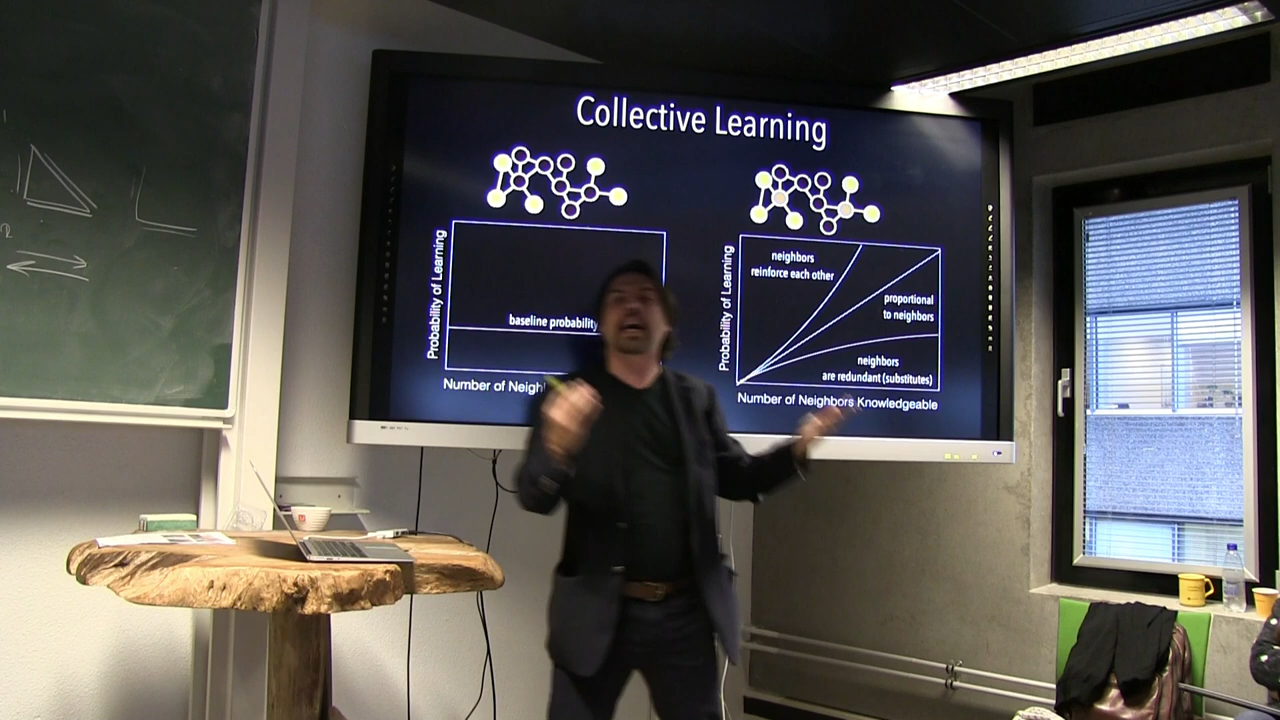 Collective Learning
Probability of Learning
baseline probability
Number of
Probability of Learning
neighbors
reinforce each other
proportional
to neighbors
neighbors
are redundant (substitutes)
Number of Neighbors Knowledgeable